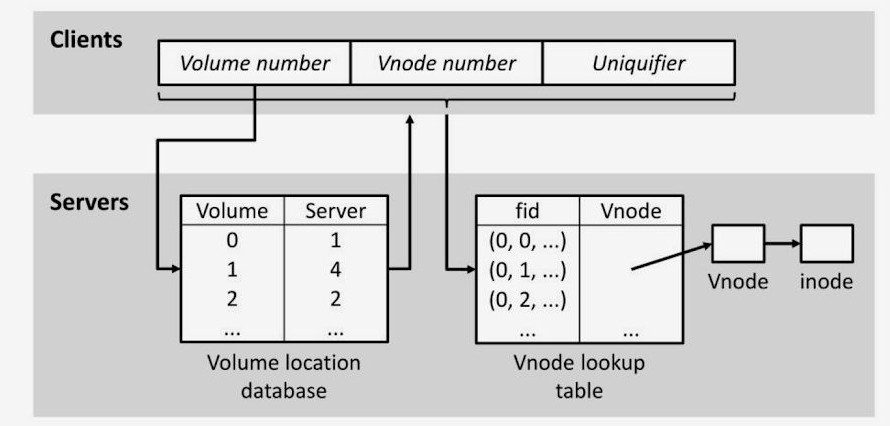 Clients
Volume number Vnode number Uniquifier
Servers
Volume Server
0 1
1 4
2 2
... ...
Volume location
database
fid Vnode
(0, 0, ...)
(0, 1, ...)
(0, 2, ...)
... ...
Vnode lookup
table
Vnode inode